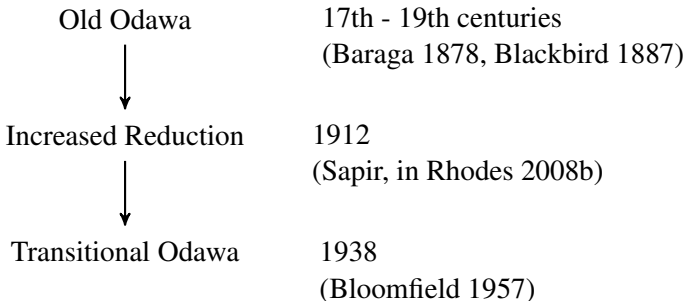 Old Odawa 17th - 19th centuries
(Baraga 1878, Blackbird 1887)
Increased Reduction 1912
(Sapir, in Rhodes 2008b)
Transitional Odawa 1938
(Bloomfield 1957)